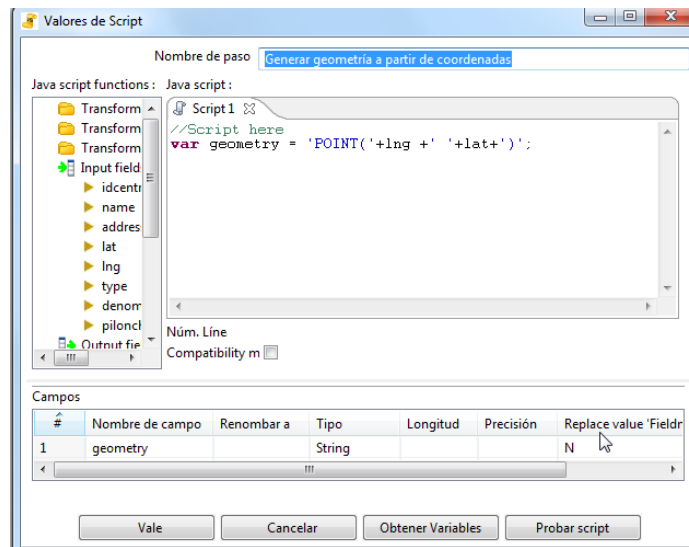 Valores de Script
Nombre de paso Generar geometría a partir de coordenadas
Java script functions : Java script :
Transform
Transform
Transform
Input field
idcentr
name
addres
lat
lng
type
denom
piloncl
Output fie
Script 1
//Script here
var geometry = 'POINT('+lng +' '+lat+')';
Núm. Líne
Compatibility m
Campos
# Nombre de campo Renombar a Tipo Longitud Precisión Replace value 'Fieldr
1 geometry String N
Vale Cancelar Obtener Variables Probar script